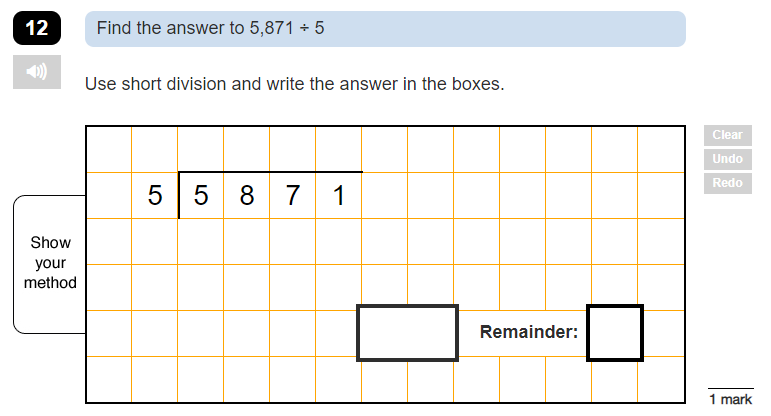 12
Find the answer to 5,871 ÷ 5
Use short division and write the answer in the boxes.
Clear
Undo
Redo
5 5 8 7 1
Show
your
method
Remainder:
1 mark